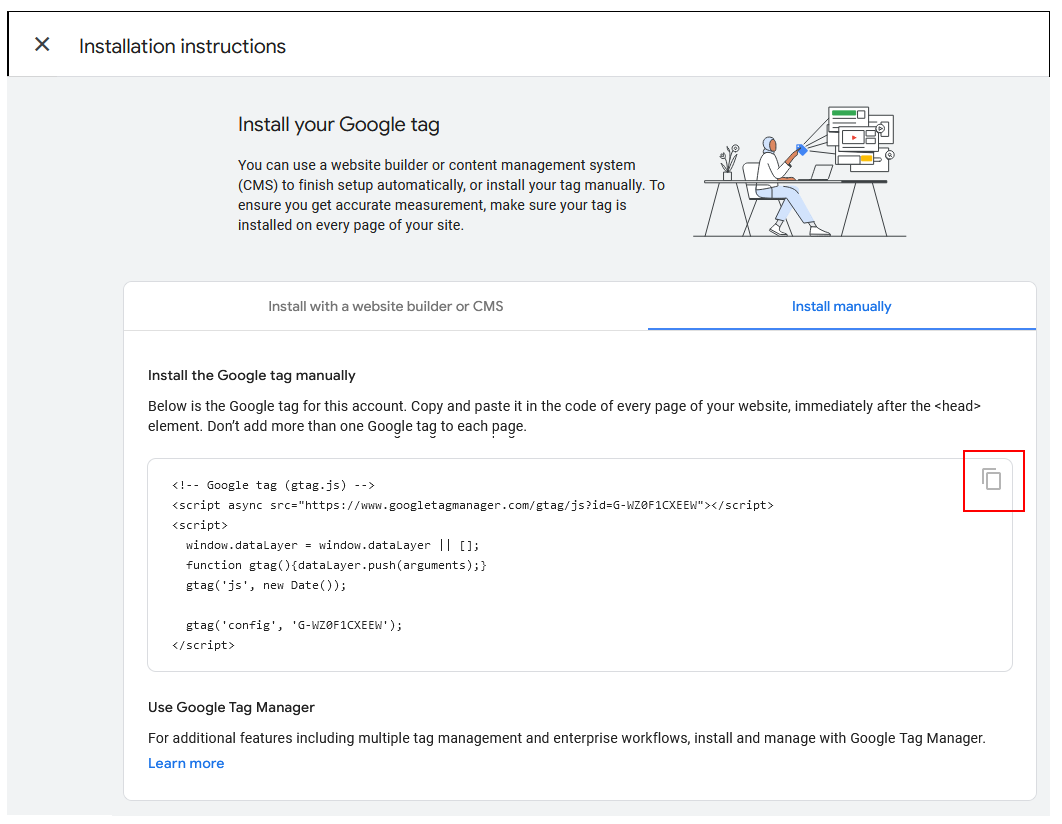 Installation instructions
Install your Google tag
You can use a website builder or content management system
(CMS) to finish setup automatically, or install your tag manually. To
ensure you get accurate measurement, make sure your tag is
installed on every page of your site.
Install with a website builder or CMS
Install manually
Install the Google tag manually
Below is the Google tag for this account. Copy and paste it in the code of every page of your website, immediately after the <head>
element. Don’t add more than one Google tag to each page.
<!-- Google tag (gtag.js) -->
<script async src="https://www.googletagmanager.com/gtag/js?id=G-WZ0F1CXEEW"></script>
<script>
  window.dataLayer = window.dataLayer || [];
  function gtag(){dataLayer.push(arguments);}
  gtag('js', new Date());

  gtag('config', 'G-WZ0F1CXEEW');
</script>
Use Google Tag Manager
For additional features including multiple tag management and enterprise workflows, install and manage with Google Tag Manager.
Learn more